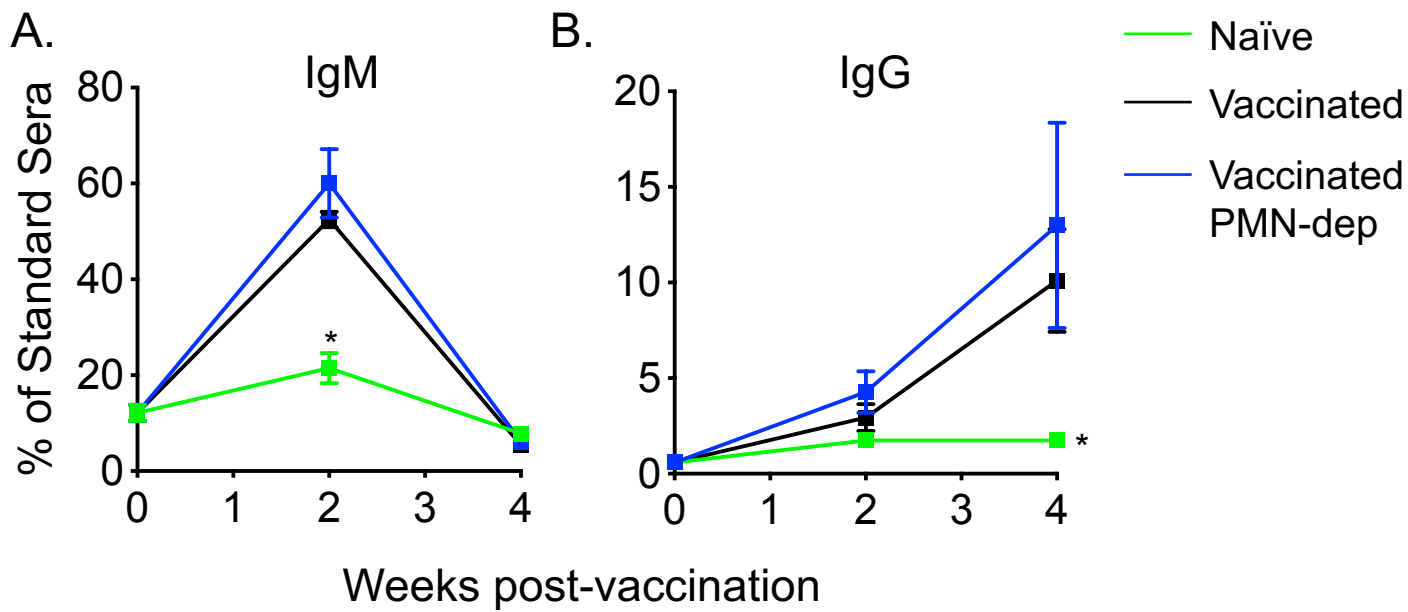 A.
IgM
% of Standard Sera
80
60
40
20
0
0 1 2 3 4
*
B.
IgG
20
15
10
5
0
0 1 2 3 4
*
Weeks post-vaccination
Naïve
Vaccinated
Vaccinated
PMN-dep